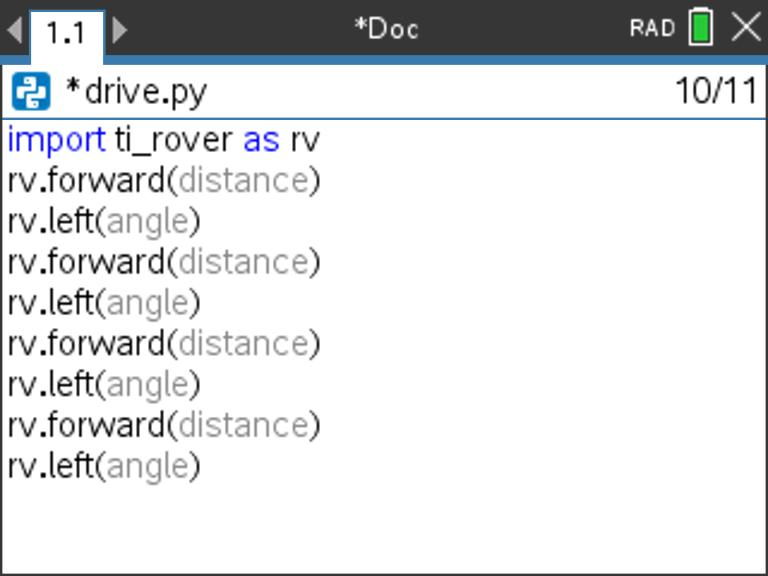 1.1 *Doc RAD
*drive.py 10/11
import ti_rover as rv
rv.forward(distance)
rv.left(angle)
rv.forward(distance)
rv.left(angle)
rv.forward(distance)
rv.left(angle)
rv.forward(distance)
rv.left(angle)